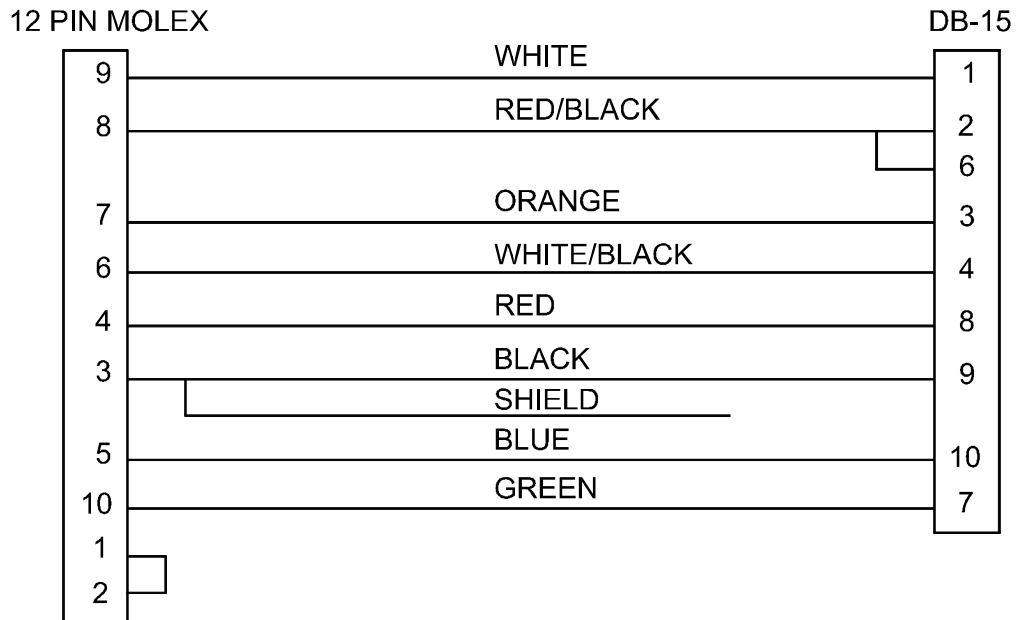 12 PIN MOLEX DB-15
9 WHITE 1
8 RED/BLACK 2
6
7 ORANGE 3
6 WHITE/BLACK 4
4 RED 8
3 BLACK 9
SHIELD
5 BLUE 10
10 GREEN 7
1
2